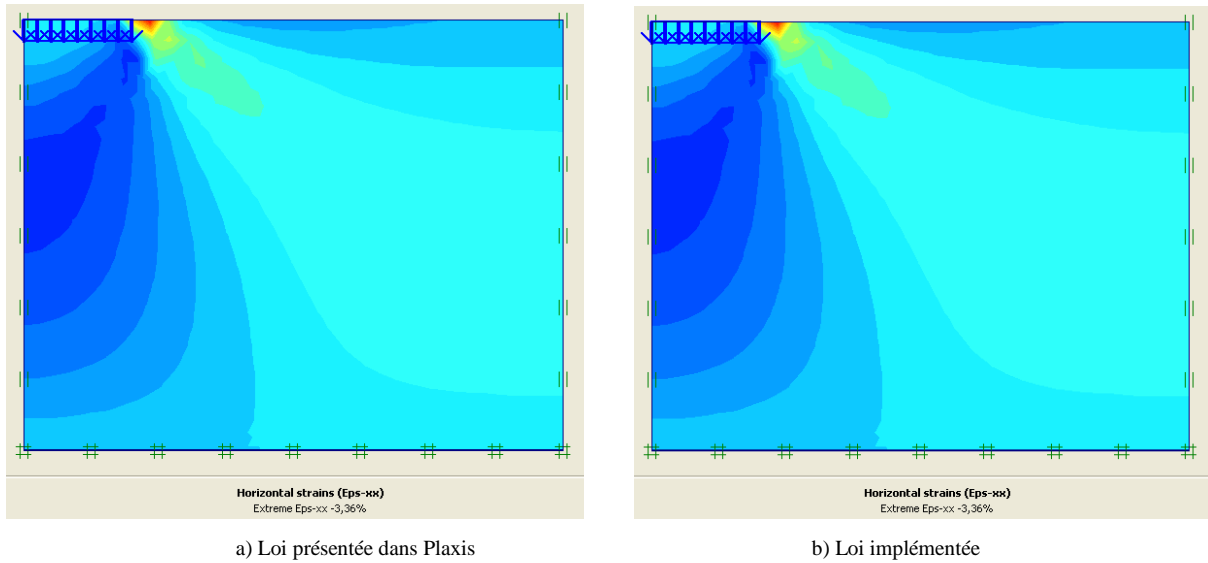 Horizontal strains (Eps-xx)
Extreme Eps-xx -3,36%
Horizontal strains (Eps-xx)
Extreme Eps-xx -3,36%
a) Loi présentée dans Plaxis
b) Loi implémentée